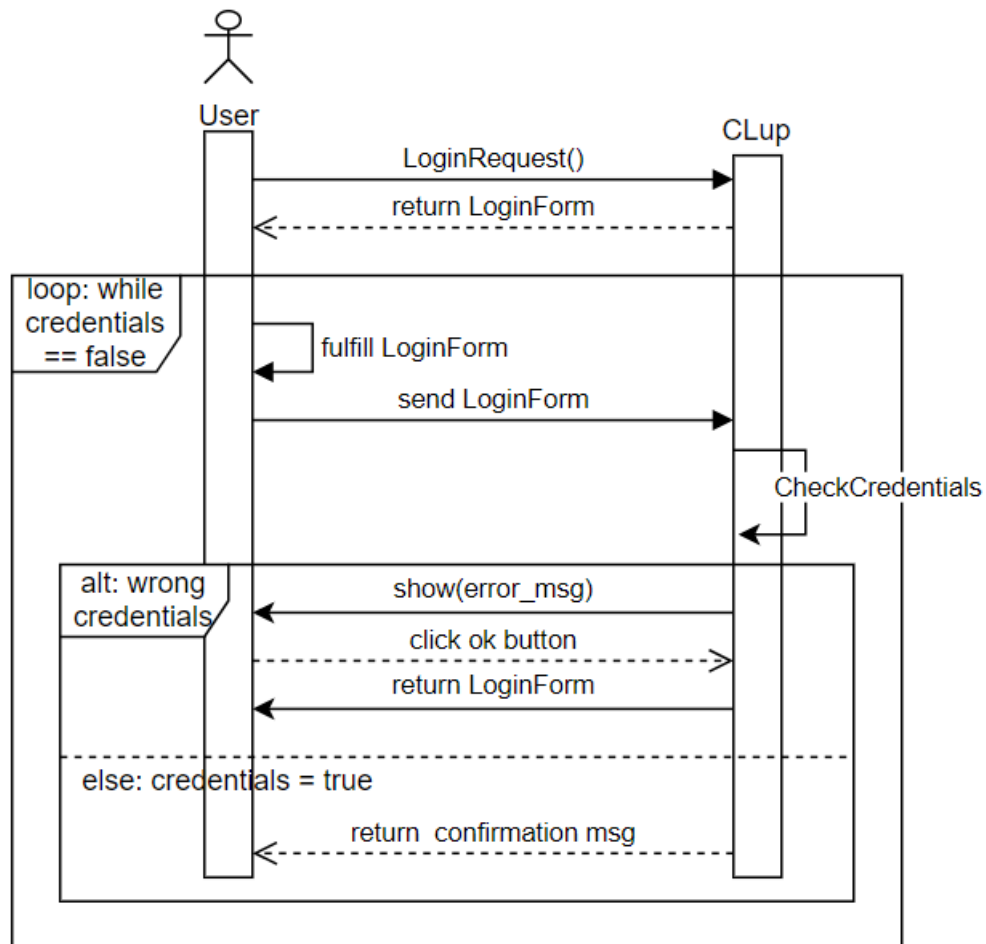 User
CLup
LoginRequest()
return LoginForm
loop: while
credentials
== false
fulfill LoginForm
send LoginForm
CheckCredentials
alt: wrong
credentials
show(error_msg)
click ok button
return LoginForm
else: credentials = true
return  confirmation msg